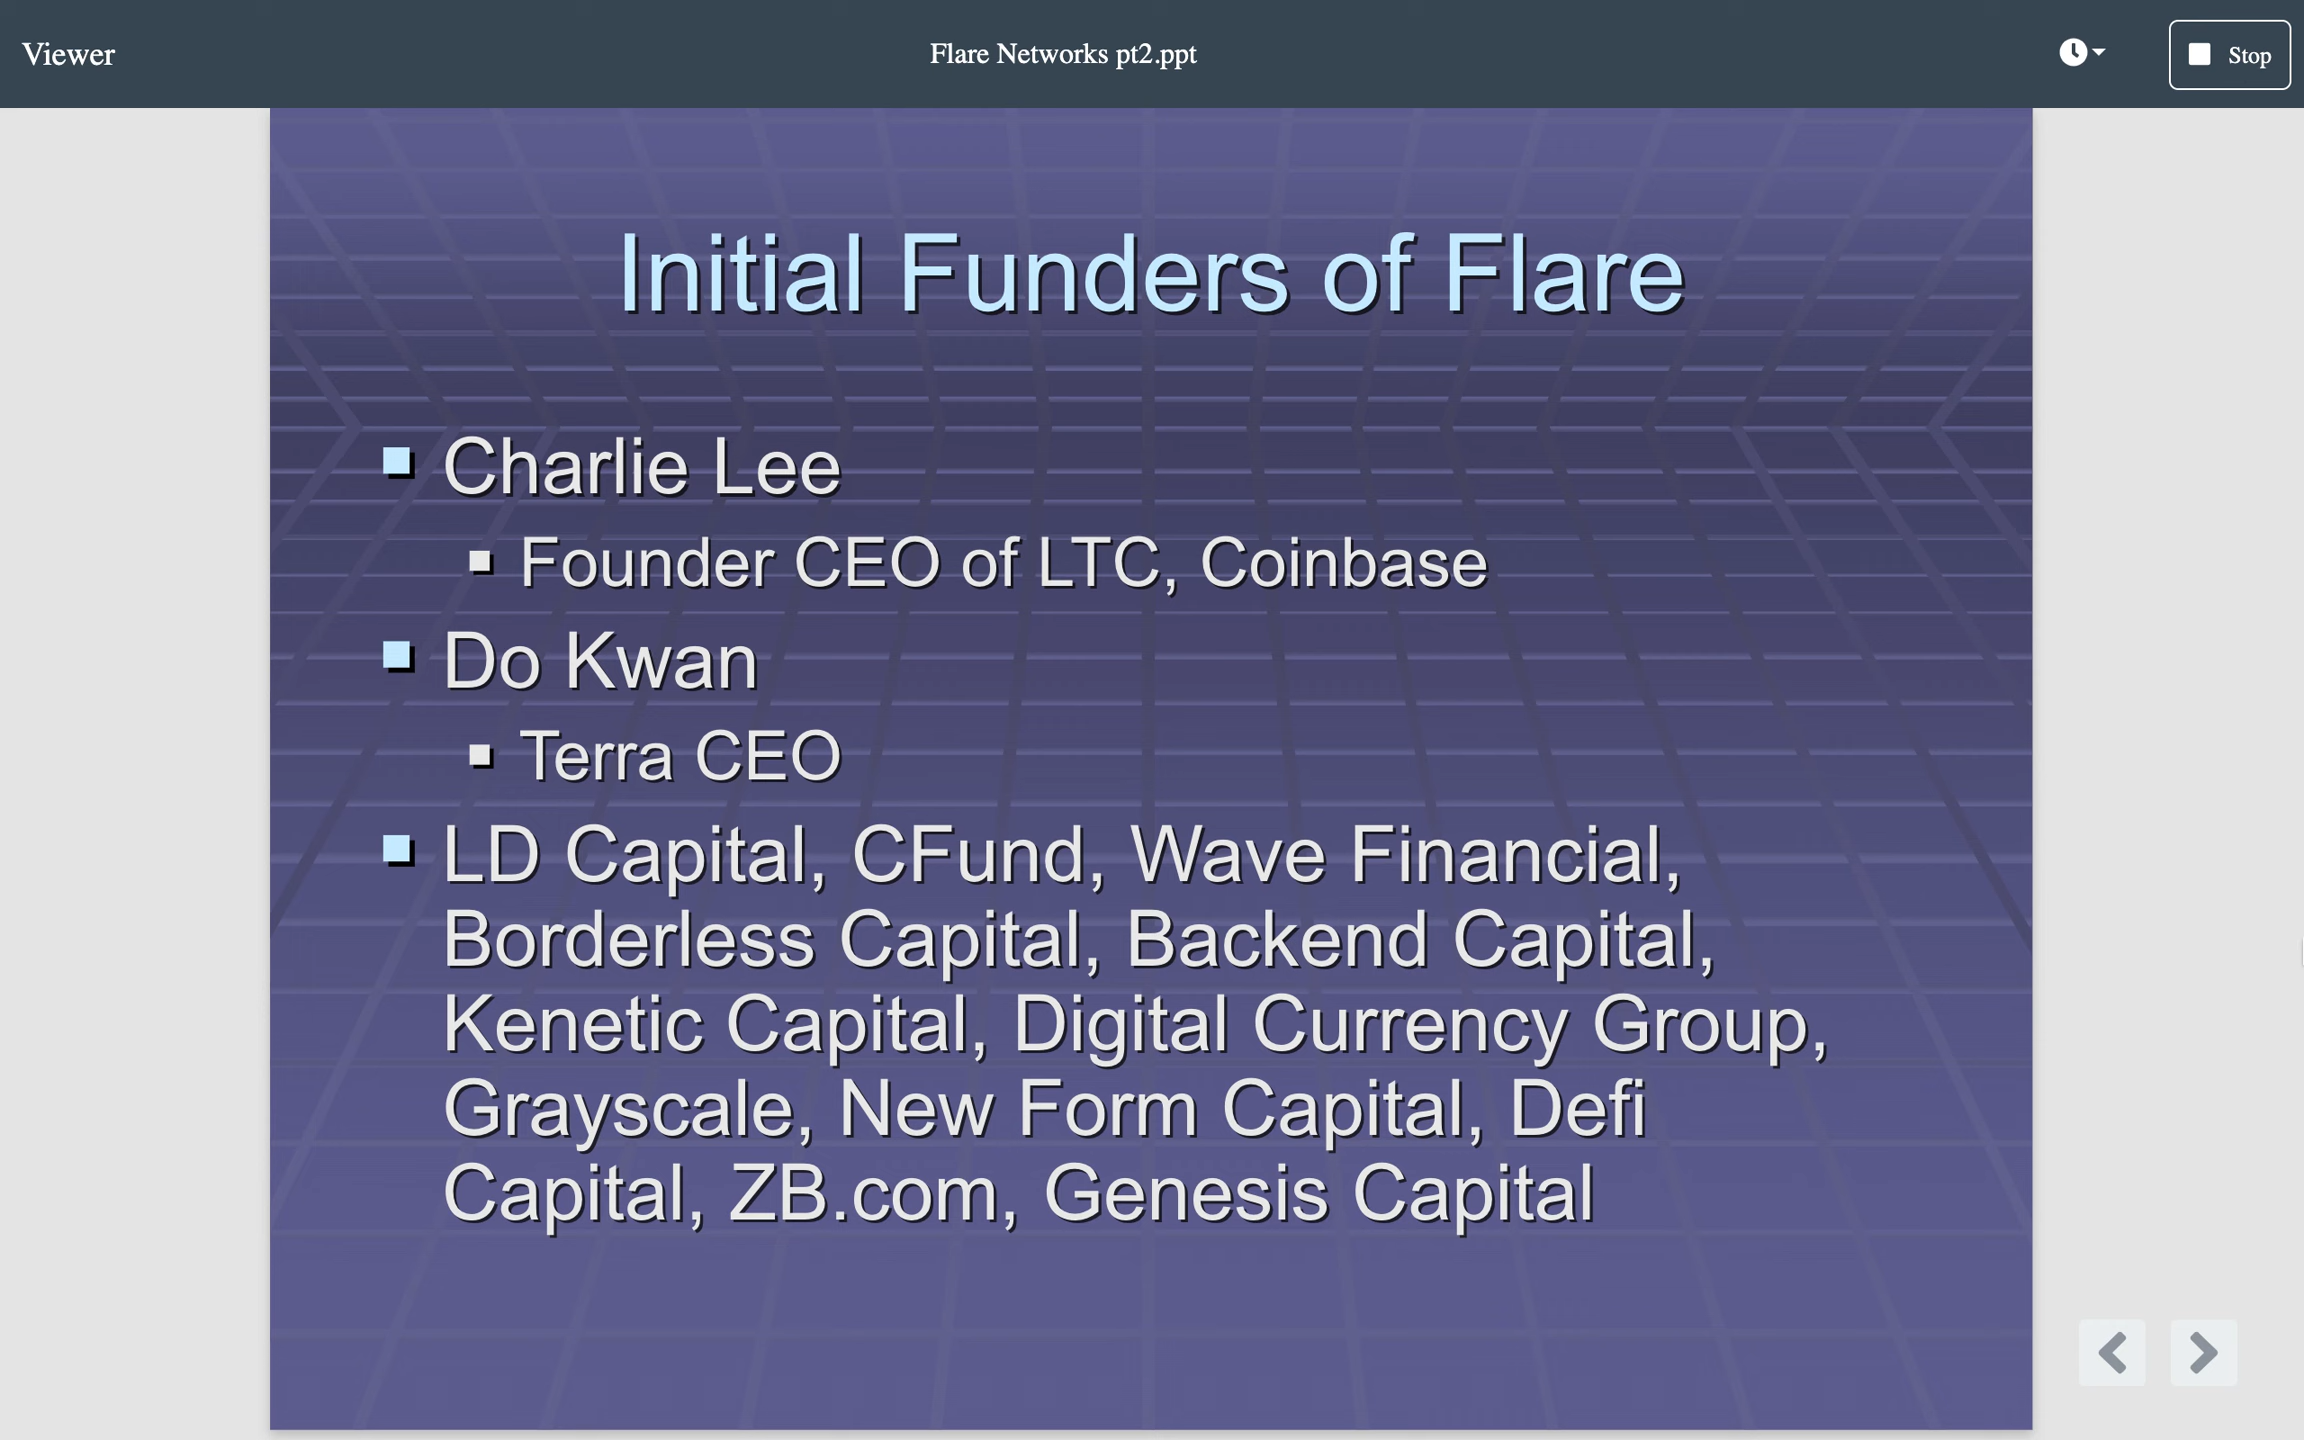 Viewer
Flare Networks pt2.ppt
Stop
Initial Funders of Flare
Charlie Lee
Founder CEO of LTC, Coinbase
Do Kwan
Terra CEO
LD Capital, CFund, Wave Financial,
Borderless Capital, Backend Capital,
Kenetic Capital, Digital Currency Group,
Grayscale, New Form Capital, Defi
Capital, ZB.com, Genesis Capital